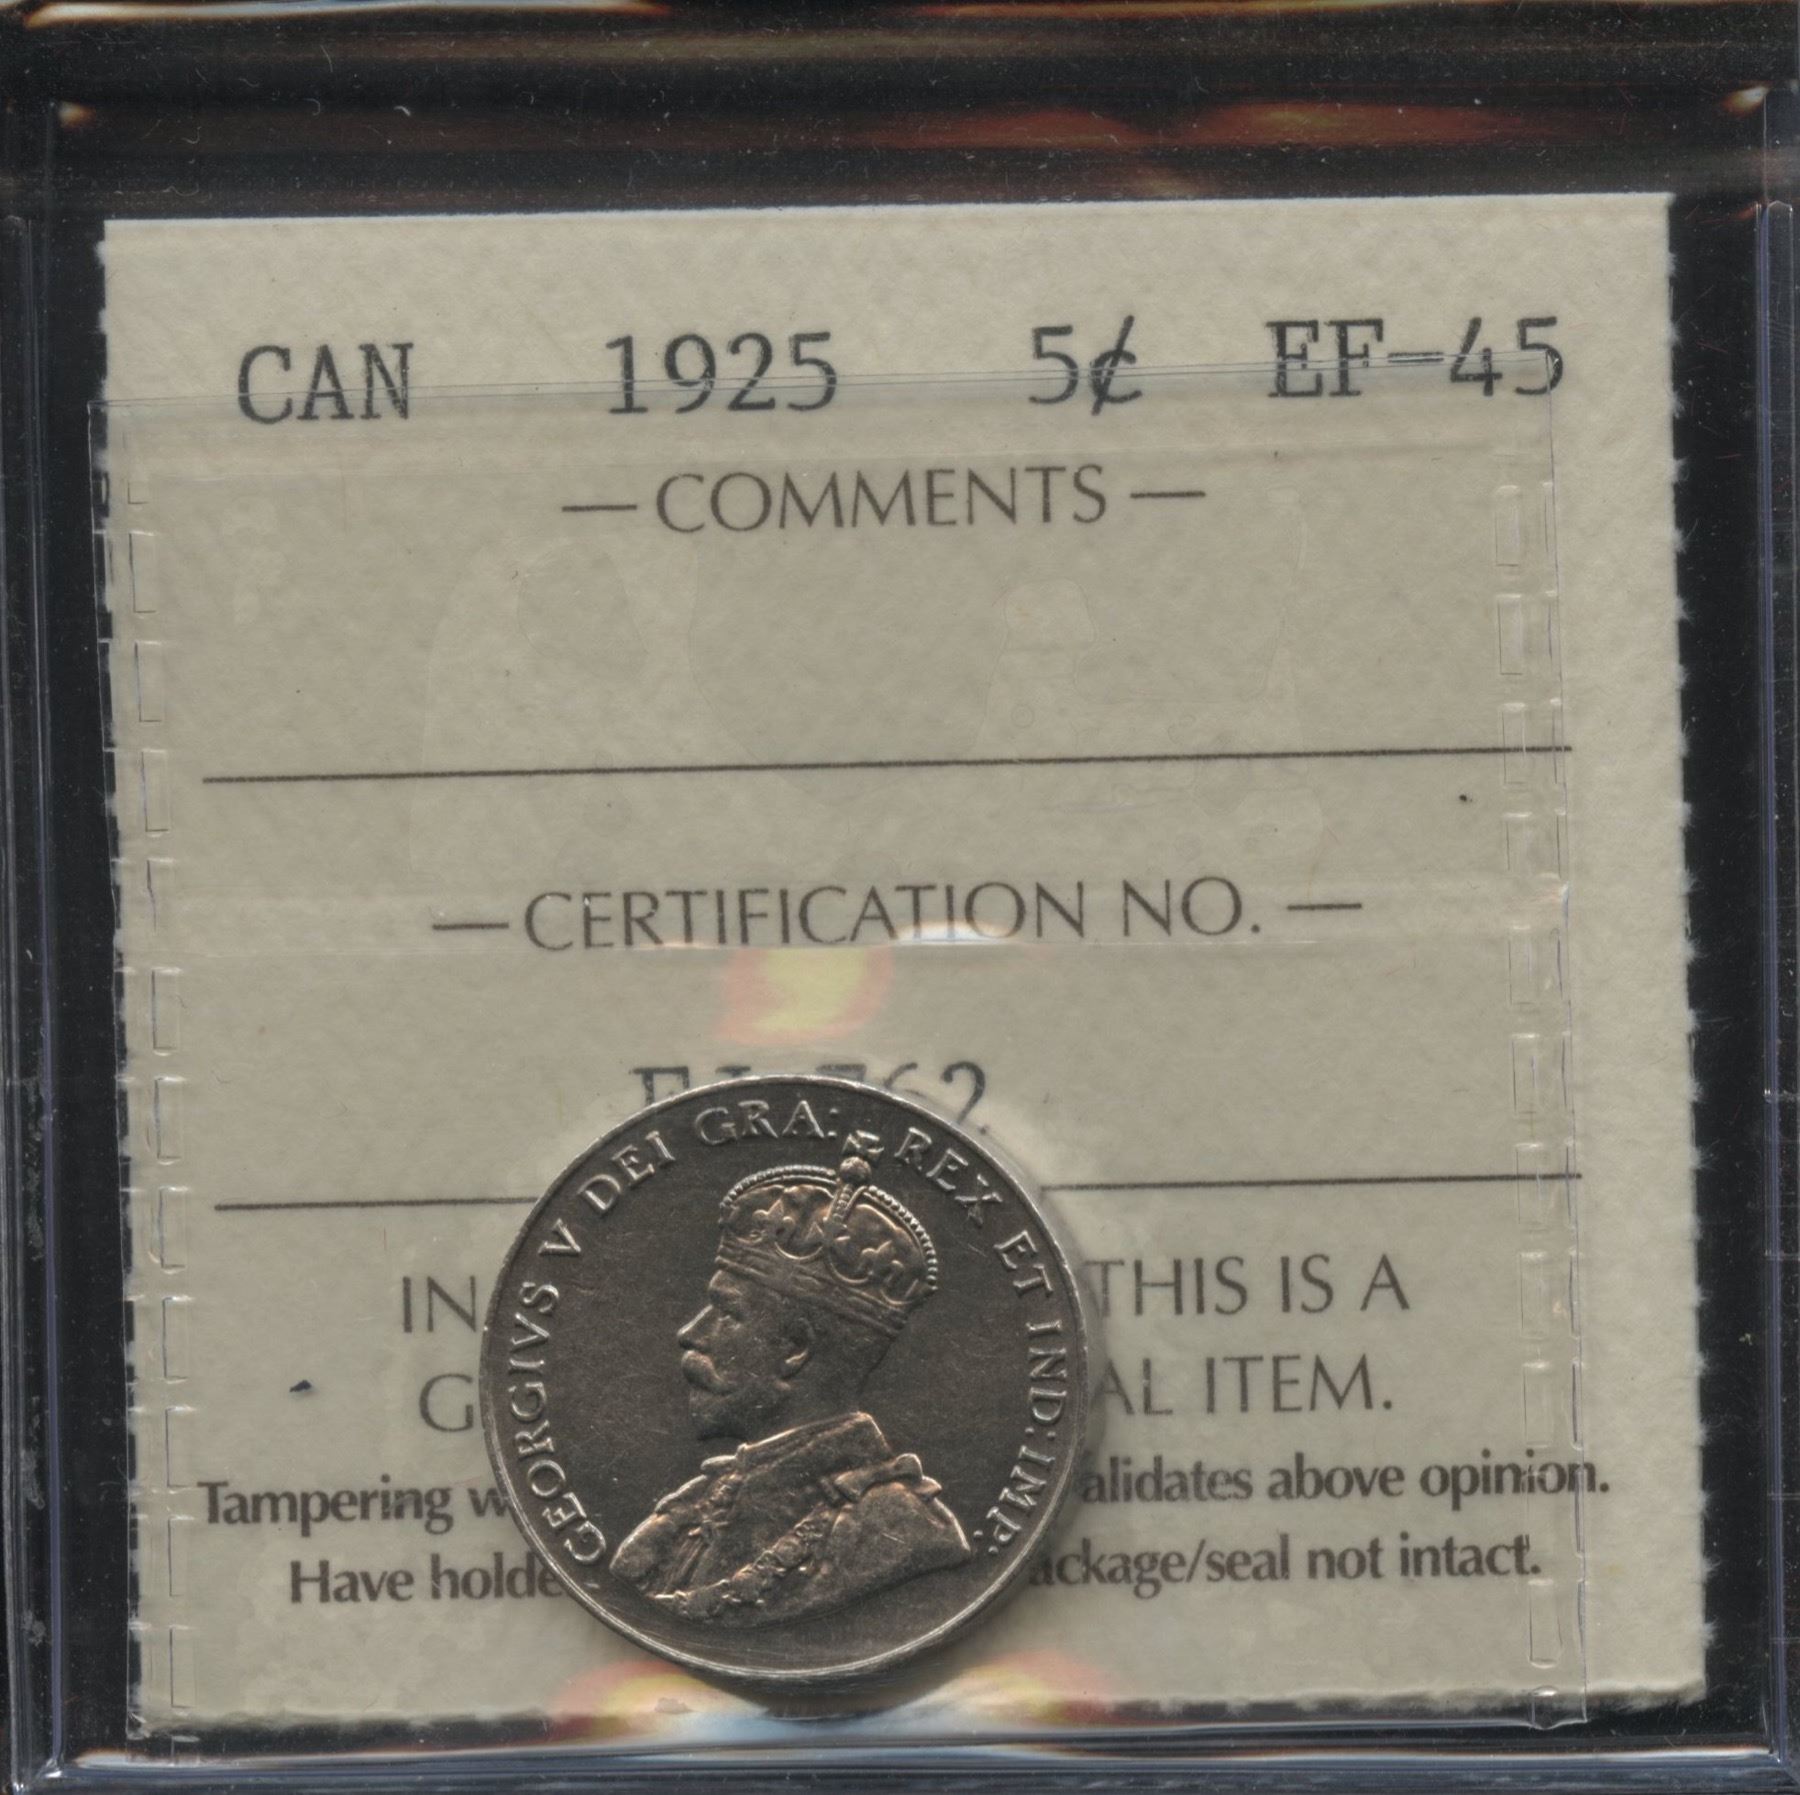 CAN 1925 5¢ EF-45
— COMMENTS —
— CERTIFICATION NO. —
762
GEORGIVS V DEI GRA: REX ET IND: IMP:
IN THIS IS A
G AL ITEM.
Tampering w alidates above opinion.
Have holde ackage/seal not intact.